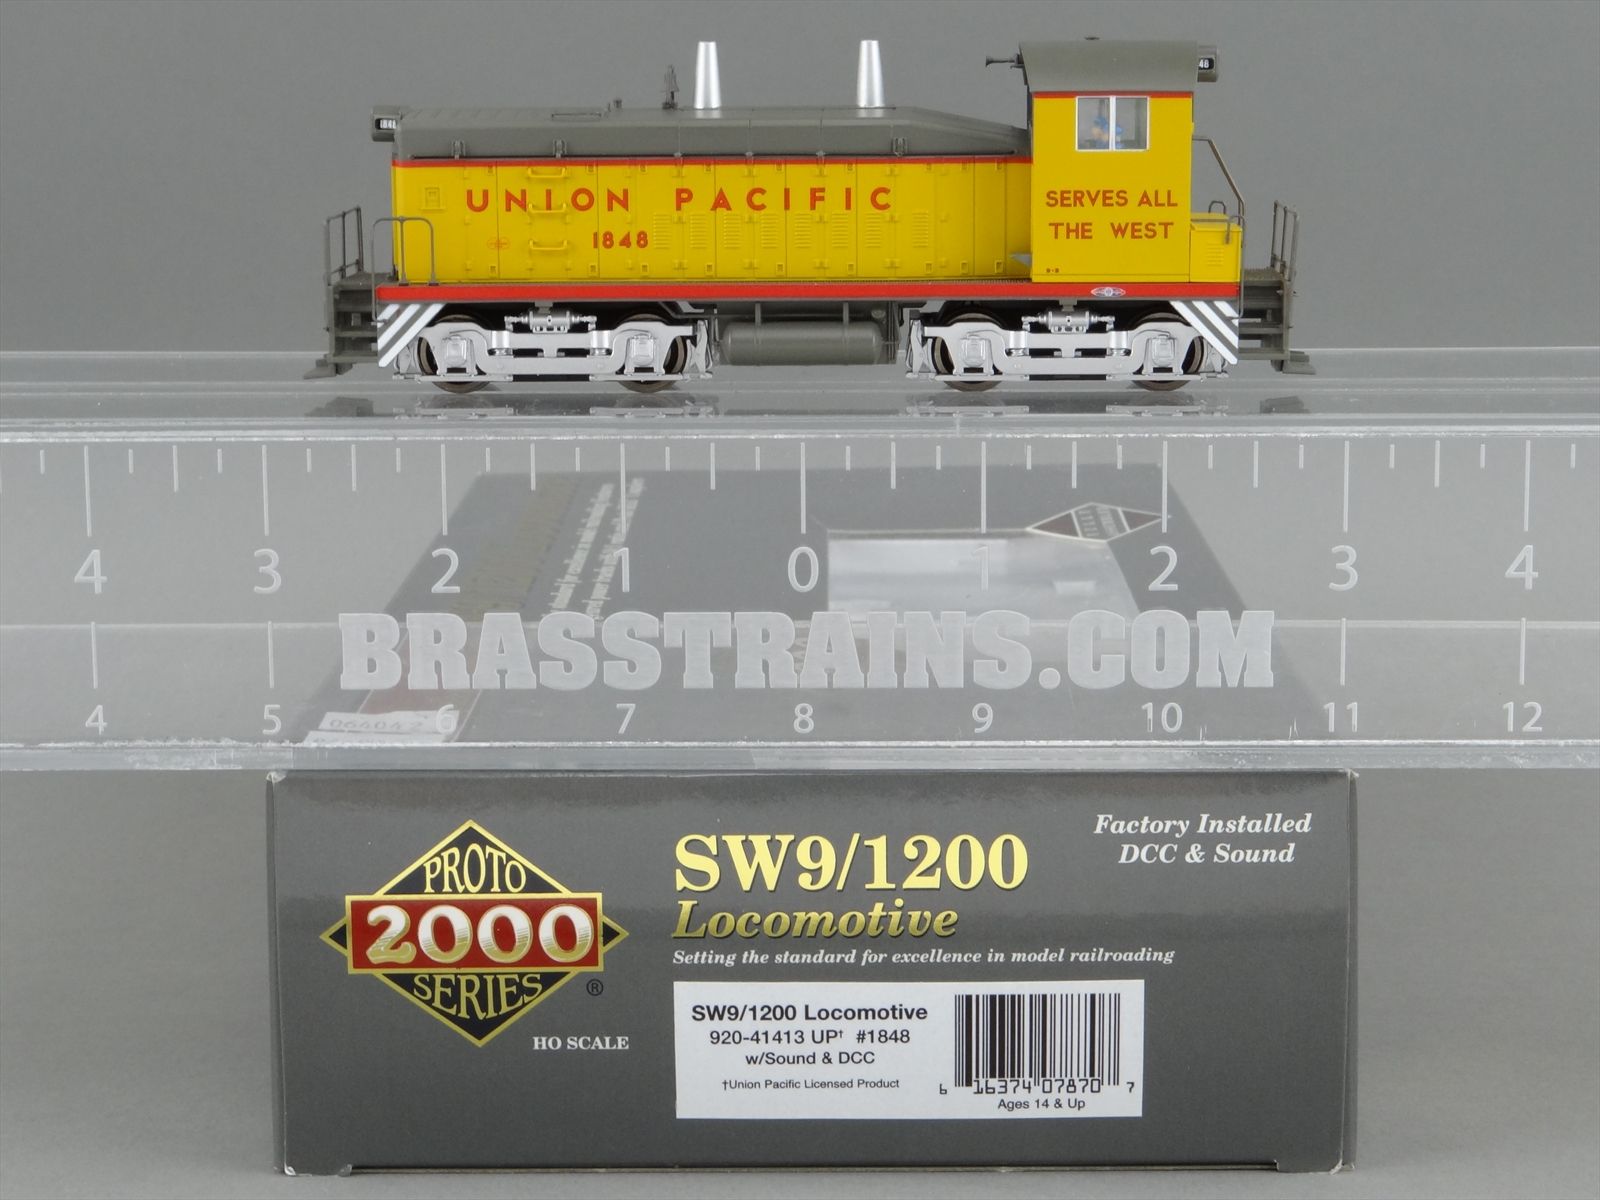 48
1848
UNION PACIFIC
1848
SERVES ALL
THE WEST
4 3 2 1 0 1 2 3 4
BRASSTRAINS.COM
4 5 6 7 8 9 10 11 12
064042
PROTO
2000
SERIES
®
HO SCALE
SW9/1200
Locomotive
Setting the standard for excellence in model railroading
Factory Installed
DCC & Sound
SW9/1200 Locomotive
920-41413 UP† #1848
w/Sound & DCC
†Union Pacific Licensed Product
6 16374 07870 7
Ages 14 & Up